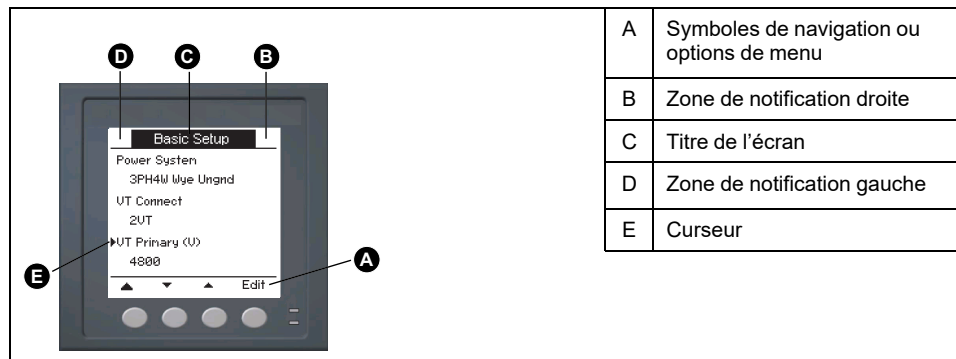 D
C
B
Basic Setup
Power System
3PH4W Wye Ungnd
VT Connect
2VT
VT Primary (V)
4800
Edit
E
A
A Symboles de navigation ou
options de menu
B Zone de notification droite
C Titre de l'écran
D Zone de notification gauche
E Curseur